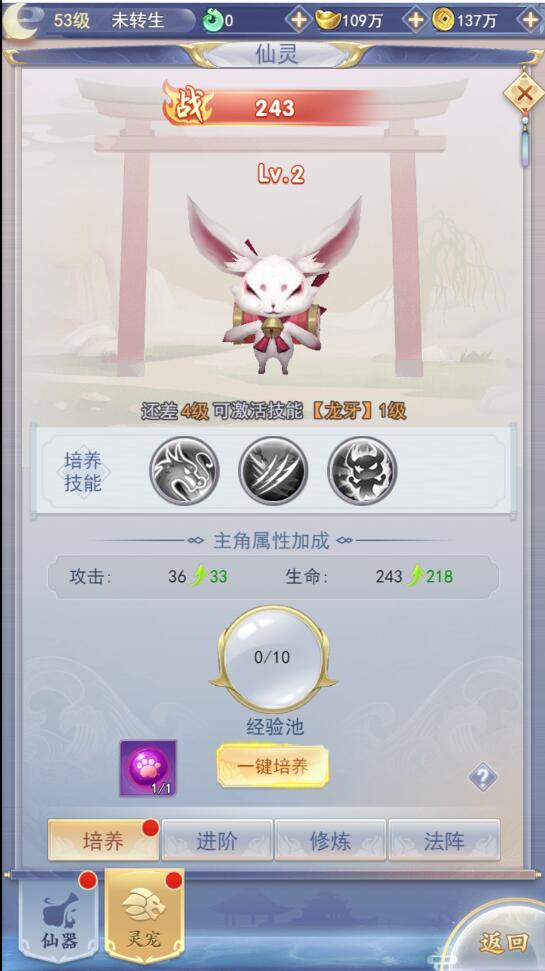 53级 未转生 0 109万 137万
仙灵
战 243
Lv.2
还差4级可激活技能【龙牙】1级
培养
技能
主角属性加成
攻击: 36 33 生命: 243 218
0/10
经验池
1/1
一键培养
?
培养 进阶 修炼 法阵
仙器 灵宠 返回